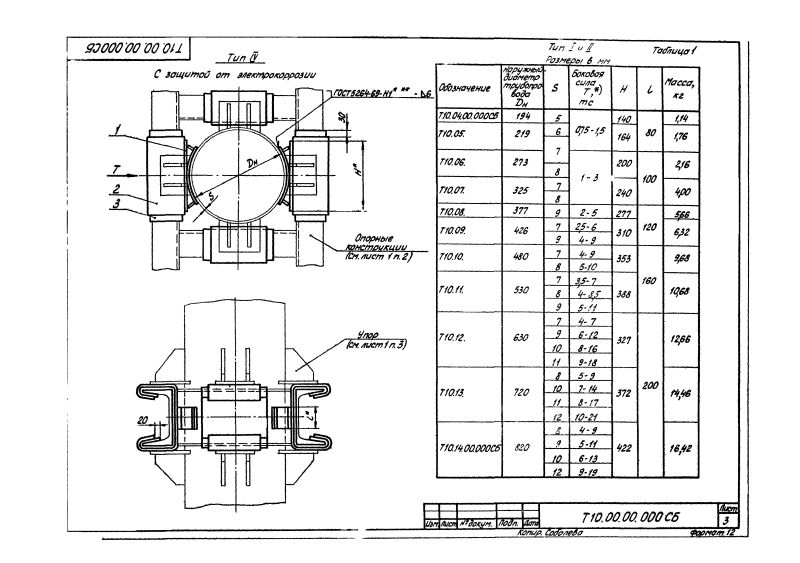 Т10.00.00.000СБ
Тип IV
С защитой от электрокоррозии
ГОСТ 5264-69-Н1* - ⊿6
30
1
Dн
Т
Н*
2
S
3
Опорные
конструкции
(см. лист 1 п.2)
Упор
(см. лист 1 п.3)
20
L*
Тип I и II
Размеры в мм
Таблица 1
Обозначение | наружный диаметр трубопровода Dн | S | Боковая сила Т,*) тс | Н | L | Масса, кг
Т10.04.00.000СБ | 194 | 5 | 0,75-1,5 | 140 | 80 | 1,14
Т10.05. | 219 | 6 | 164 | 1,76
Т10.06. | 273 | 7 | 8 | 1-3 | 200 | 100 | 2,16
Т10.07. | 325 | 7 | 8 | 240 | 4,00
Т10.08. | 377 | 9 | 2-5 | 277 | 120 | 5,66
Т10.09. | 426 | 7 | 2,5-6 | 310 | 6,32
9 | 4-9
Т10.10. | 480 | 7 | 4-9 | 353 | 160 | 9,68
8 | 5-10
Т10.11. | 530 | 7 | 3,5-7 | 388 | 10,68
8 | 4-8,5
9 | 5-11
Т10.12. | 630 | 7 | 4-7 | 327 | 200 | 12,66
9 | 6-12
10 | 8-16
11 | 9-18
Т10.13. | 720 | 8 | 5-9 | 372 | 14,46
10 | 7-14
11 | 8-17
12 | 10-21
Т10.14.00.000СБ | 820 | 8 | 4-9 | 422 | 16,42
9 | 5-11
10 | 6-13
12 | 9-19
Изм. Лист № докум. Подп. Дата
Т10.00.00.000 СБ
Лист
3
Копир. Соболева
Формат 12